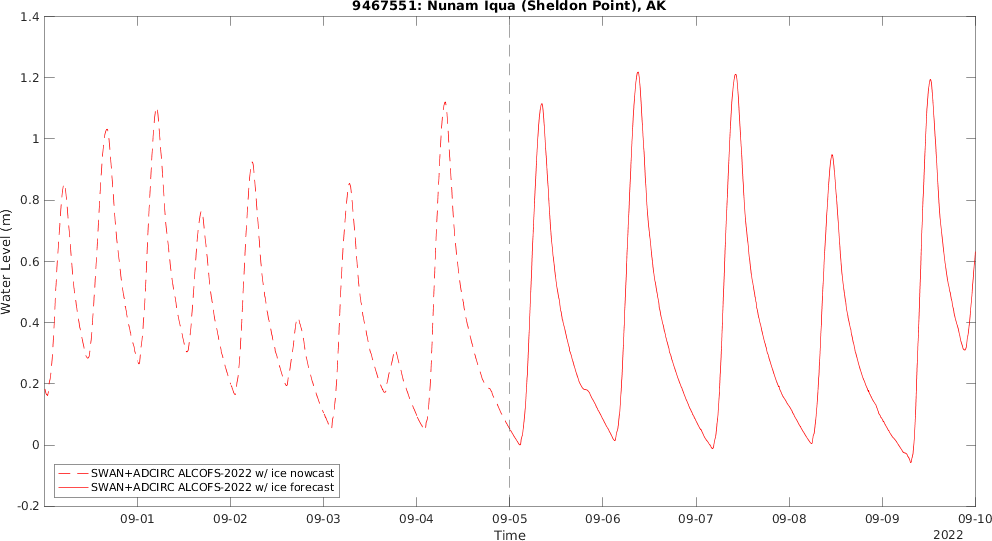 9467551: Nunam Iqua (Sheldon Point), AK
1.4
1.2
1
0.8
0.6
0.4
0.2
0
-0.2
Water Level (m)
SWAN+ADCIRC ALCOFS-2022 w/ ice nowcast
SWAN+ADCIRC ALCOFS-2022 w/ ice forecast
09-01 09-02 09-03 09-04 09-05 09-06 09-07 09-08 09-09 09-10
Time
2022